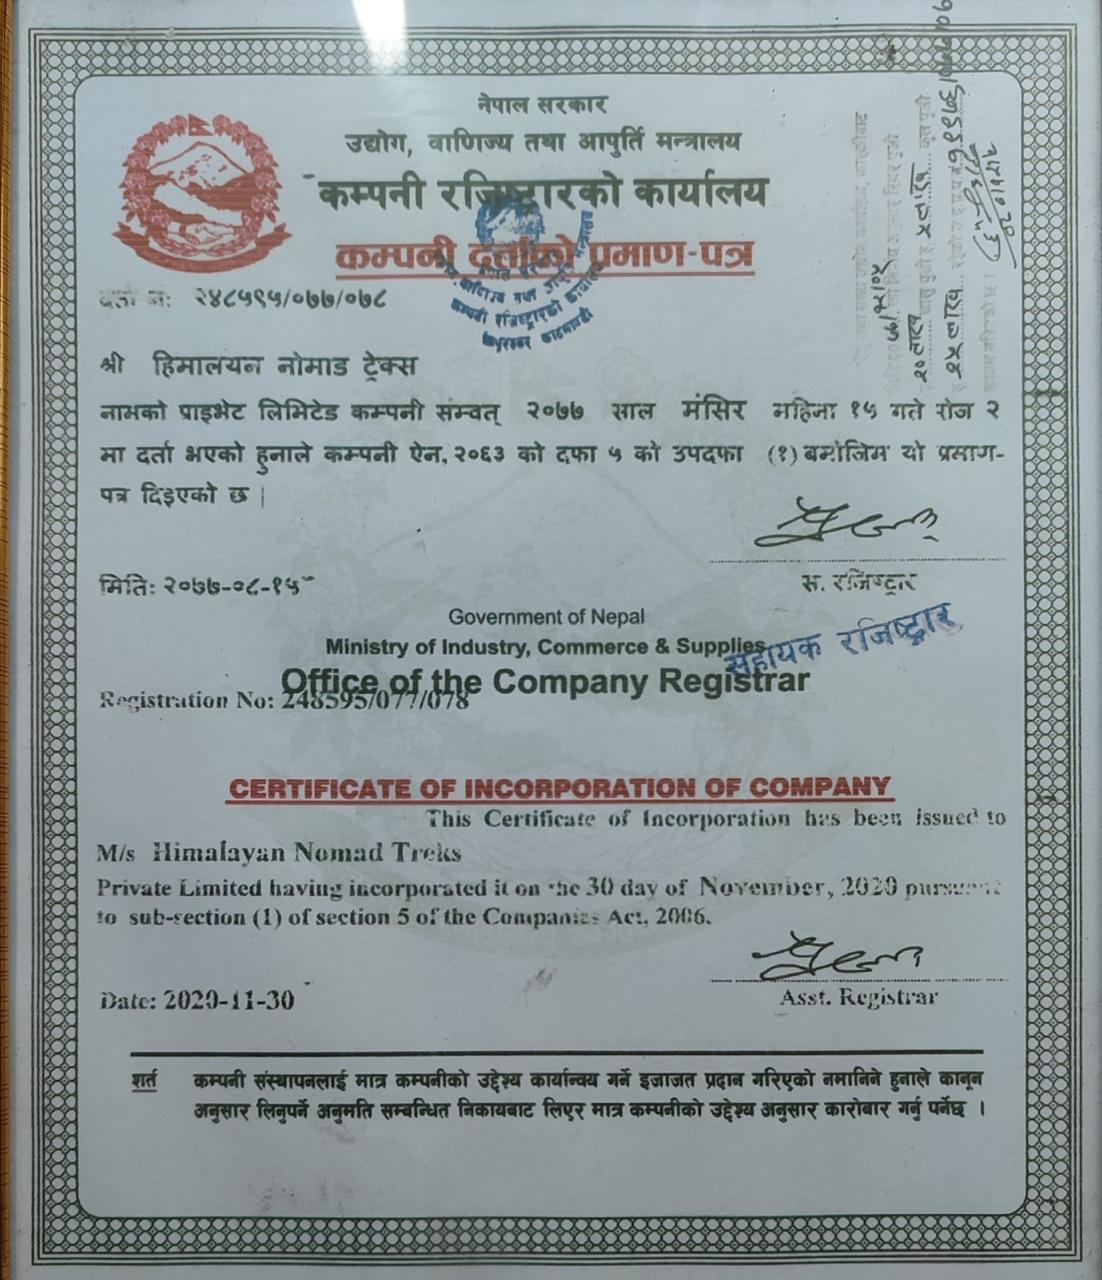 नेपाल सरकार
उद्योग, वाणिज्य तथा आपुर्ति मन्त्रालय
कम्पनी रजिष्ट्रारको कार्यालय
कम्पनी दर्ताको प्रमाण-पत्र
दर्ता नं: २४८५९५/०७७/०७८
श्री हिमालयन नोमाड ट्रेक्स
नामको प्राइभेट लिमिटेड कम्पनी संम्वत् २०७७ साल मंसिर महिना १५ गते रोज २
मा दर्ता भएको हुनाले कम्पनी ऐन, २०६३ को दफा ५ को उपदफा (१) बमोजिम यो प्रमाण-
पत्र दिइएको छ |
मिति: २०७७-०८-१५
स. रजिष्ट्रार
सहायक रजिष्ट्रार
Government of Nepal
Ministry of Industry, Commerce & Supplies
Office of the Company Registrar
Registration No: 248595/077/078
CERTIFICATE OF INCORPORATION OF COMPANY
This Certificate of Incorporation has been issued to
M/s Himalayan Nomad Treks
Private Limited having incorporated it on the 30 day of November, 2020 pursuant
to sub-section (1) of section 5 of the Companies Act, 2006.
Date: 2020-11-30
Asst. Registrar
शर्त कम्पनी संस्थापनलाई मात्र कम्पनीको उद्देश्य कार्यान्वय गर्ने इजाजत प्रदान गरिएको नमानिने हुनाले कानून
अनुसार लिनुपर्ने अनुमति सम्बन्धित निकायबाट लिएर मात्र कम्पनीको उद्देश्य अनुसार कारोबार गर्नु पर्नेछ ।